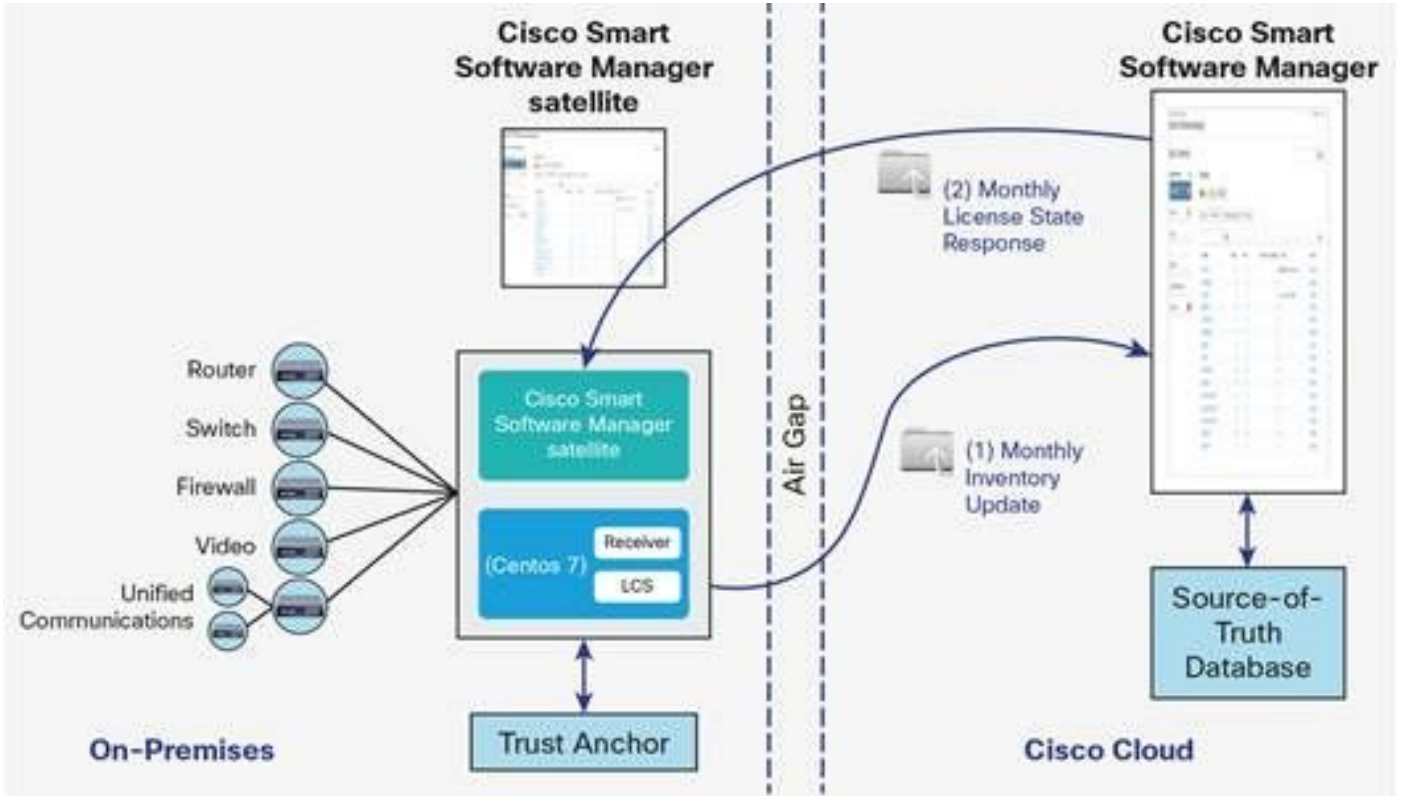 Cisco Smart
Software Manager
satellite
Cisco Smart
Software Manager
(2) Monthly
License State
Response
Router
Switch
Firewall
Video
Unified
Communications
Cisco Smart
Software Manager
satellite
(Centos 7)
Receiver
LCS
Air Gap
(1) Monthly
Inventory
Update
Source-of-
Truth
Database
Trust Anchor
On-Premises
Cisco Cloud